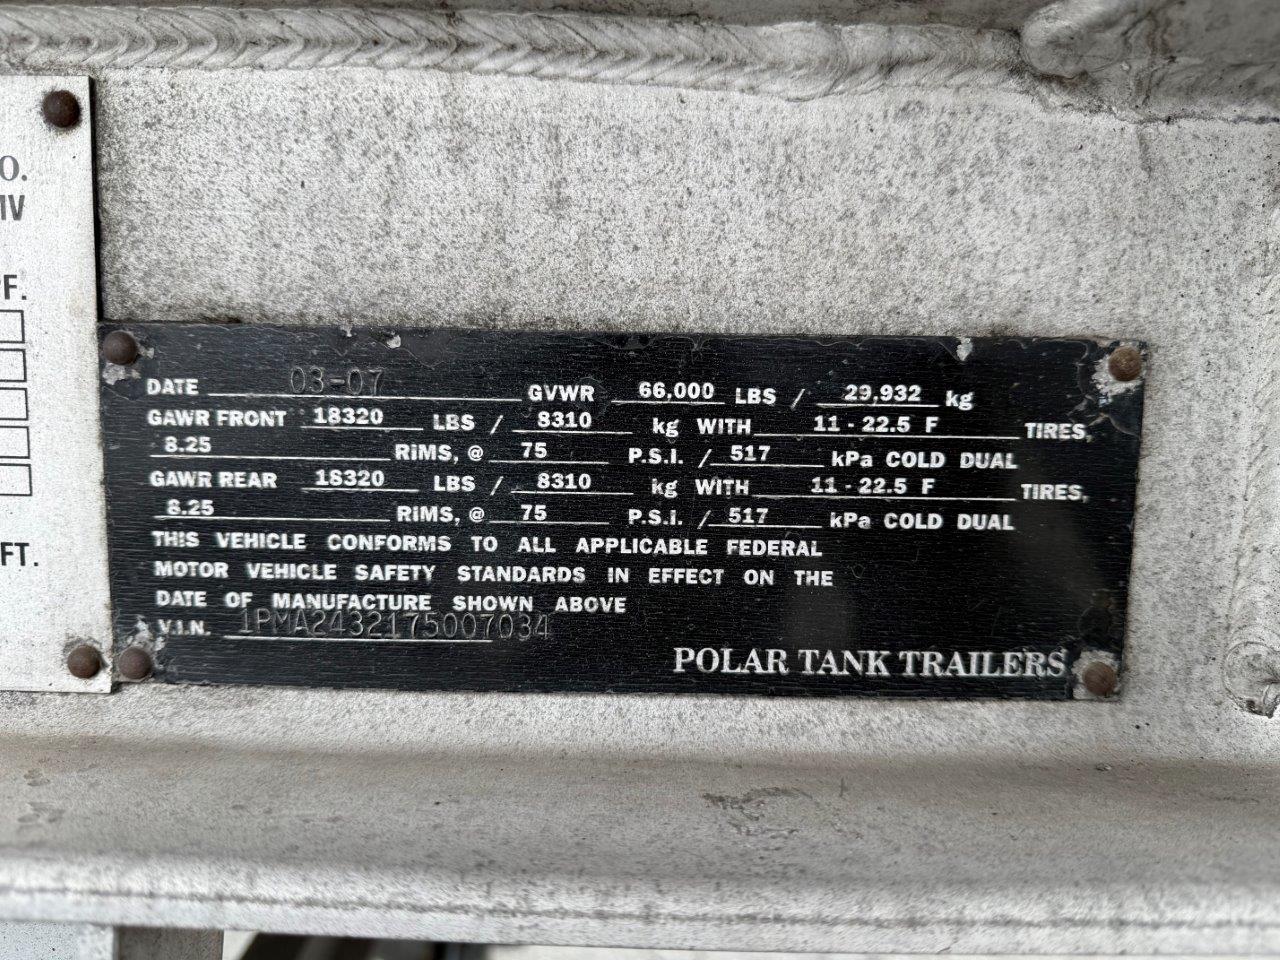 O.
IV
PF.
FT.
DATE 03-07 GVWR 66,000 LBS / 29,932 kg
GAWR FRONT 18320 LBS / 8310 kg WITH 11 - 22.5 F TIRES,
8.25 RIMS, @ 75 P.S.I. / 517 kPa COLD DUAL
GAWR REAR 18320 LBS / 8310 kg WITH 11 - 22.5 F TIRES,
8.25 RIMS, @ 75 P.S.I. / 517 kPa COLD DUAL
THIS VEHICLE CONFORMS TO ALL APPLICABLE FEDERAL
MOTOR VEHICLE SAFETY STANDARDS IN EFFECT ON THE
DATE OF MANUFACTURE SHOWN ABOVE
V.I.N. 1PMA2432175007034
POLAR TANK TRAILERS